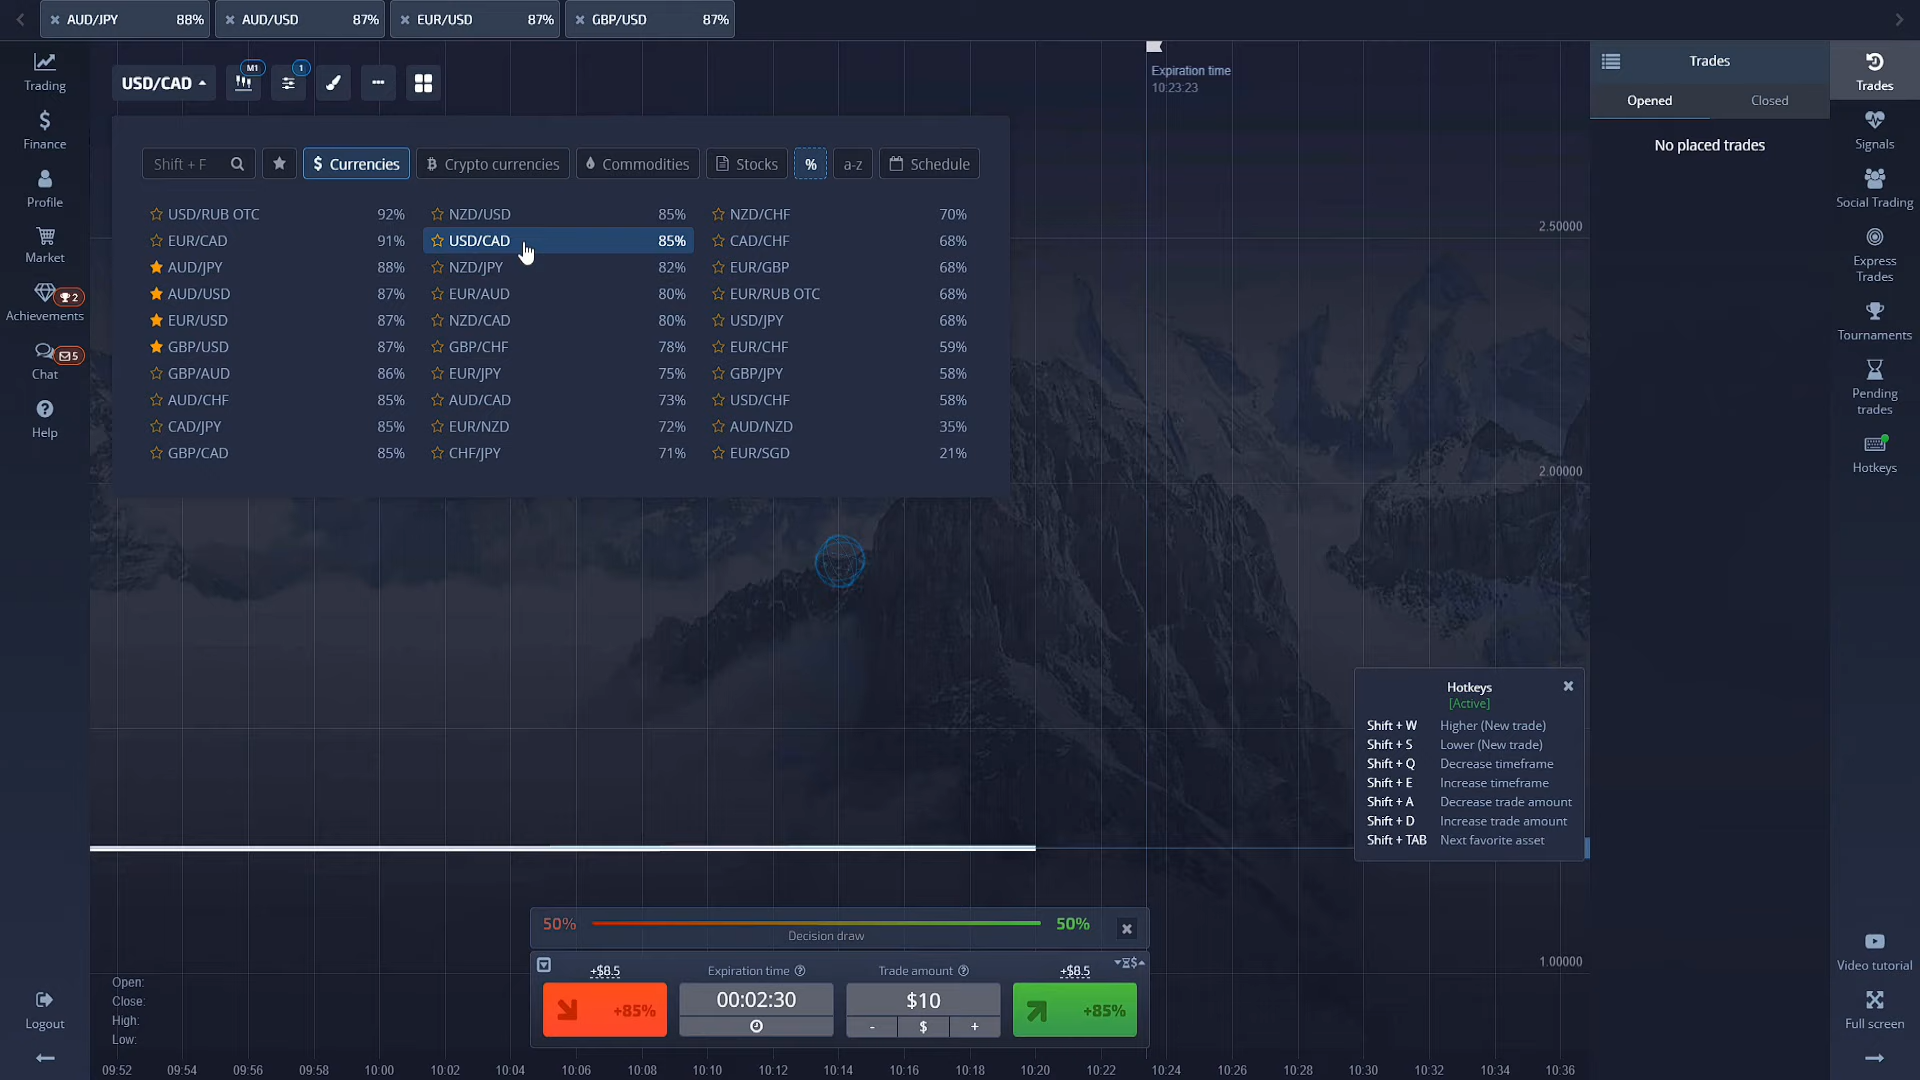 AUD/JPY 88% AUD/USD 87% EUR/USD 87% GBP/USD 87%
Trading
Finance
Profile
Market
2
Achievements
5
Chat
Help
Logout
USD/CAD M1 1
Expiration time
10:23:23
Shift + F Currencies Crypto currencies Commodities Stocks % a-z Schedule
USD/RUB OTC 92% NZD/USD 85% NZD/CHF 70%
EUR/CAD 91% USD/CAD 85% CAD/CHF 68%
AUD/JPY 88% NZD/JPY 82% EUR/GBP 68%
AUD/USD 87% EUR/AUD 80% EUR/RUB OTC 68%
EUR/USD 87% NZD/CAD 80% USD/JPY 68%
GBP/USD 87% GBP/CHF 78% EUR/CHF 59%
GBP/AUD 86% EUR/JPY 75% GBP/JPY 58%
AUD/CHF 85% AUD/CAD 73% USD/CHF 58%
CAD/JPY 85% EUR/NZD 72% AUD/NZD 35%
GBP/CAD 85% CHF/JPY 71% EUR/SGD 21%
2.50000
2.00000
1.00000
Hotkeys
[Active]
Shift + W Higher (New trade)
Shift + S Lower (New trade)
Shift + Q Decrease timeframe
Shift + E Increase timeframe
Shift + A Decrease trade amount
Shift + D Increase trade amount
Shift + TAB Next favorite asset
50% 50%
Decision draw
+$8.5 Expiration time Trade amount +$8.5
+85% 00:02:30 $10 +85%
- $ +
Open:
Close:
High:
Low:
09:52 09:54 09:56 09:58 10:00 10:02 10:04 10:06 10:08 10:10 10:12 10:14 10:16 10:18 10:20 10:22 10:24 10:26 10:28 10:30 10:32 10:34 10:36
Trades
Opened Closed
No placed trades
Trades
Signals
Social Trading
Express
Trades
Tournaments
Pending
trades
Hotkeys
Video tutorial
Full screen